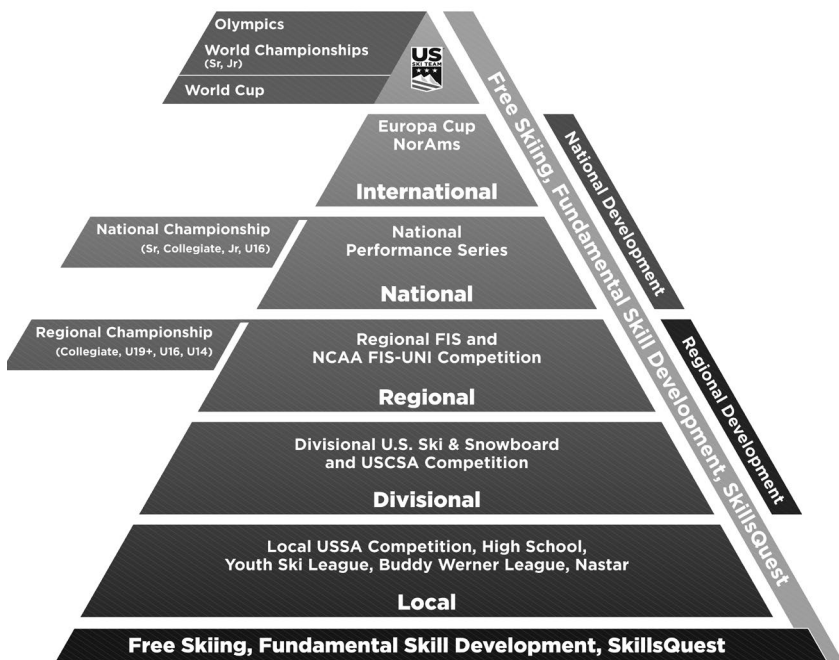 Olympics
World Championships
(Sr, Jr)
World Cup
US
SKI TEAM
Europa Cup
NorAms
International
National Championship
(Sr, Collegiate, Jr, U16)
National
Performance Series
National
Regional Championship
(Collegiate, U19+, U16, U14)
Regional FIS and
NCAA FIS-UNI Competition
Regional
Divisional U.S. Ski & Snowboard
and USCSA Competition
Divisional
Local USSA Competition, High School,
Youth Ski League, Buddy Werner League, Nastar
Local
Free Skiing, Fundamental Skill Development, SkillsQuest
Free Skiing, Fundamental Skill Development, SkillsQuest
National Development
Regional Development